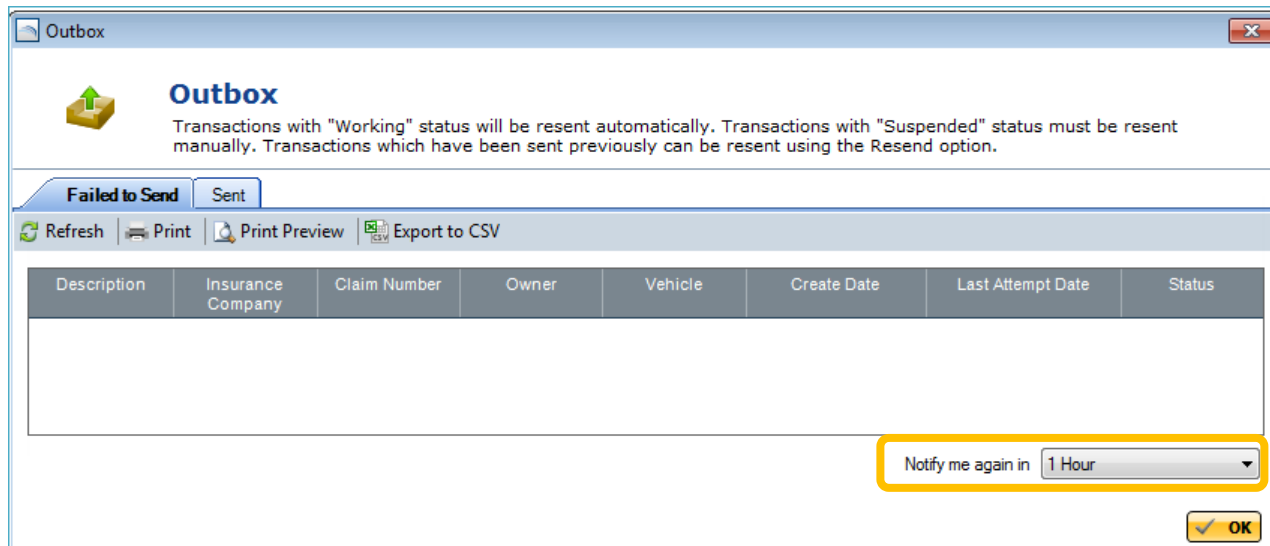 Outbox
Outbox
Transactions with "Working" status will be resent automatically. Transactions with "Suspended" status must be resent
manually. Transactions which have been sent previously can be resent using the Resend option.
Failed to Send Sent
Refresh Print Print Preview CSV Export to CSV
Description Insurance Company Claim Number Owner Vehicle Create Date Last Attempt Date Status
Notify me again in 1 Hour
OK